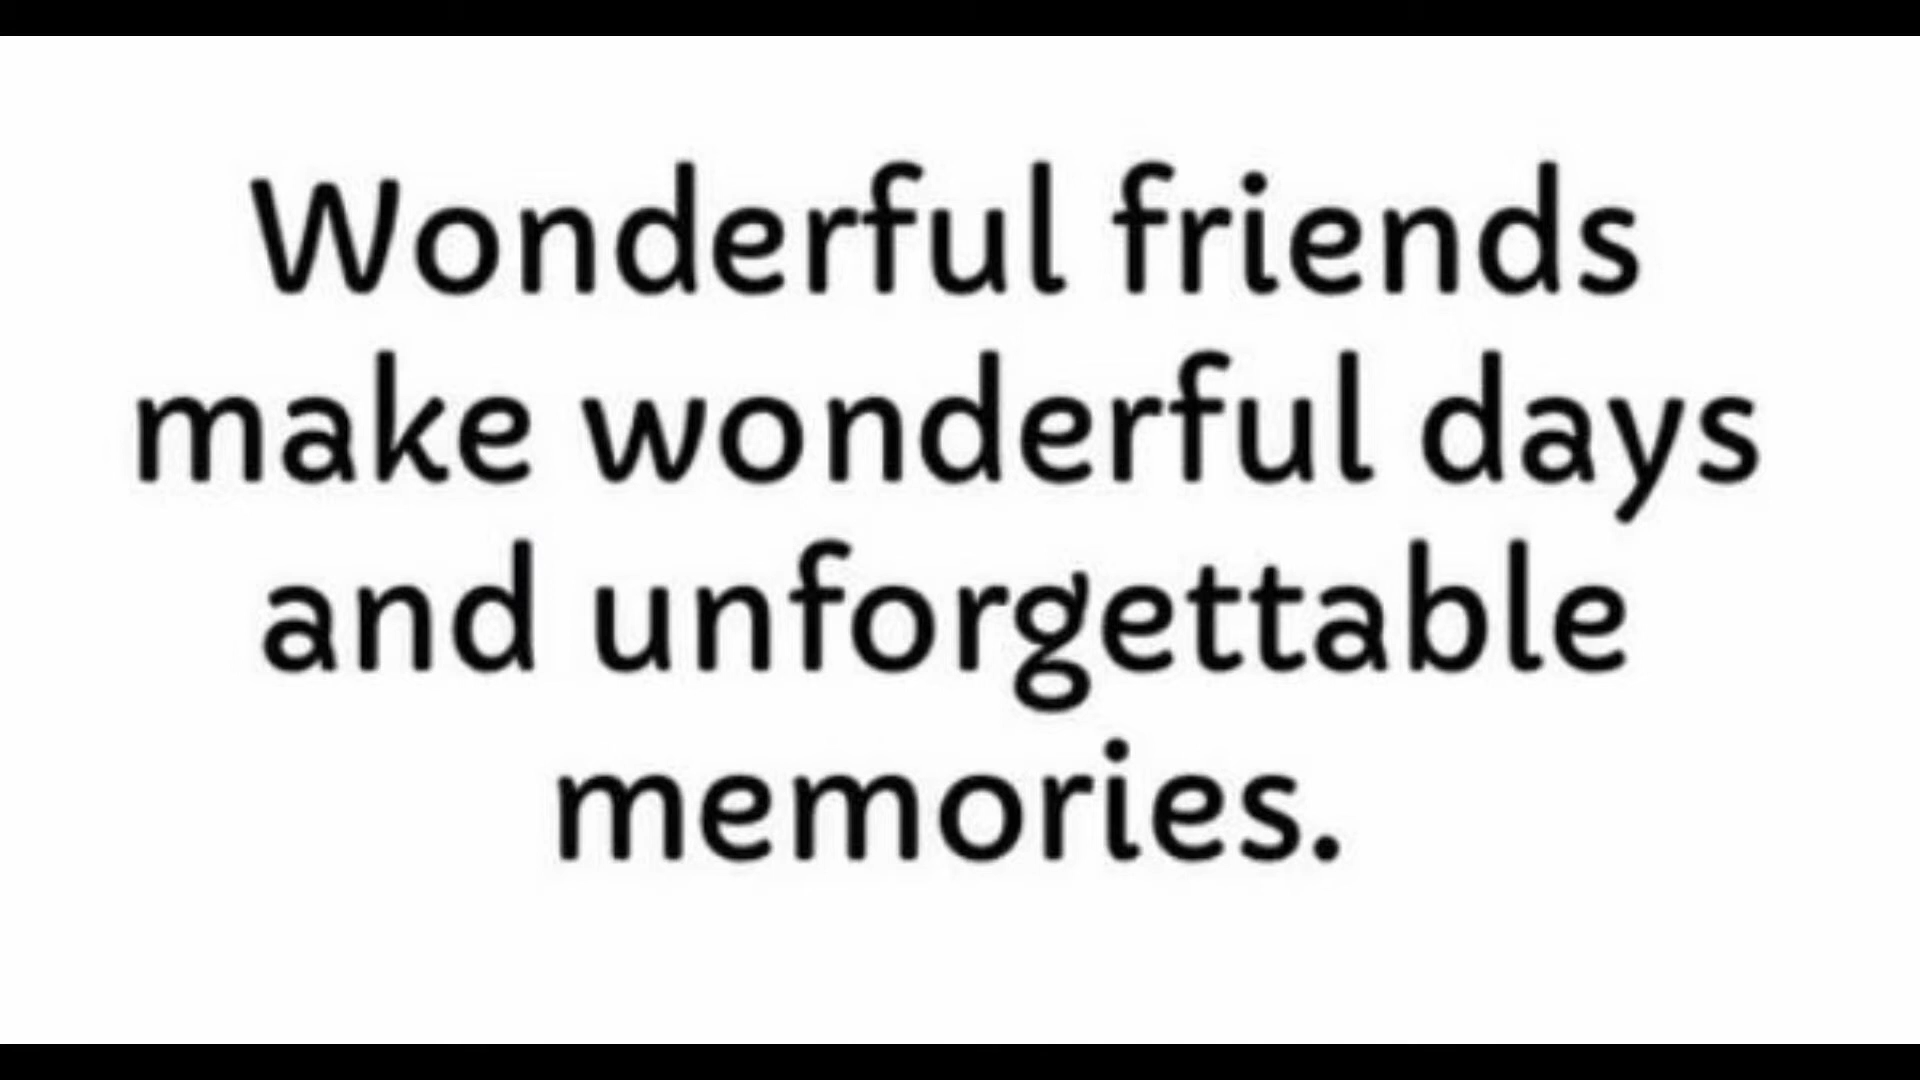 Wonderful friends
make wonderful days
and unforgettable
memories.